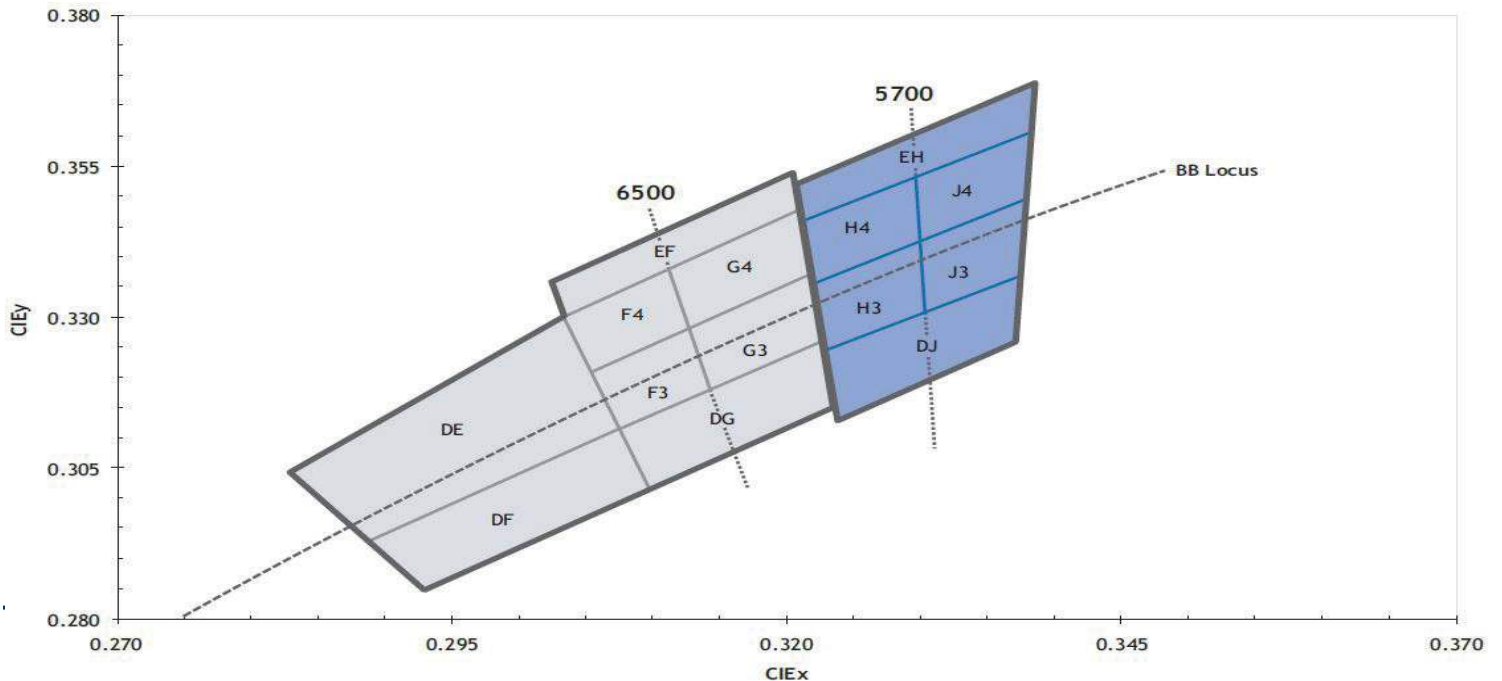 0.380
5700
EH
0.355
BB Locus
J4
6500
H4
EF
G4
J3
H3
F4
0.330
CIEy
DJ
G3
F3
DG
DE
0.305
DF
0.280
0.270
0.295
0.320
0.345
0.370
CIEx